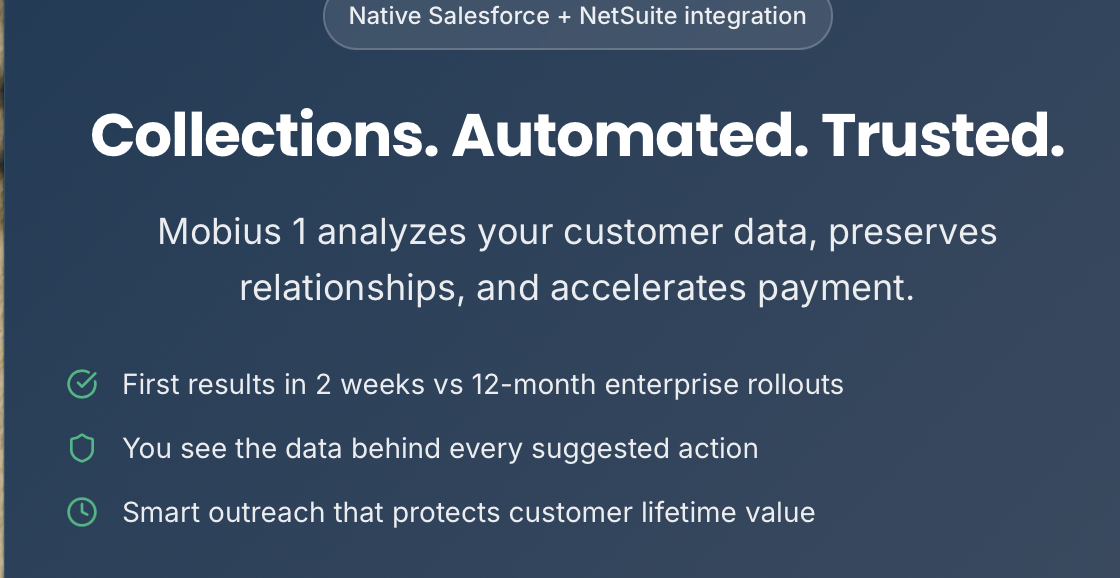 Native Salesforce + NetSuite integration
Collections. Automated. Trusted.
Mobius 1 analyzes your customer data, preserves
relationships, and accelerates payment.
First results in 2 weeks vs 12-month enterprise rollouts
You see the data behind every suggested action
Smart outreach that protects customer lifetime value